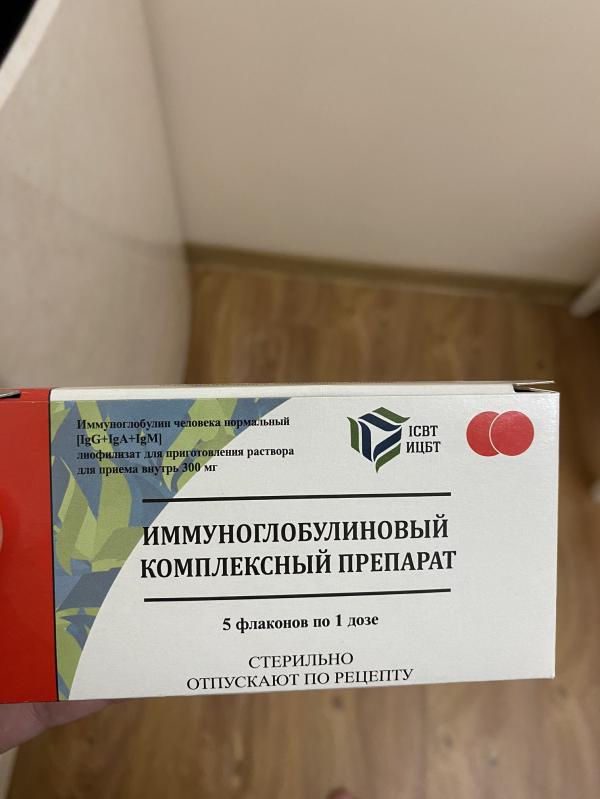 Иммуноглобулин человека нормальный
[IgG+IgA+IgM]
лиофилизат для приготовления раствора
для приема внутрь 300 мг
ICBT
ИЦБТ
ИММУНОГЛОБУЛИНОВЫЙ
КОМПЛЕКСНЫЙ ПРЕПАРАТ
5 флаконов по 1 дозе
СТЕРИЛЬНО
ОТПУСКАЮТ ПО РЕЦЕПТУ